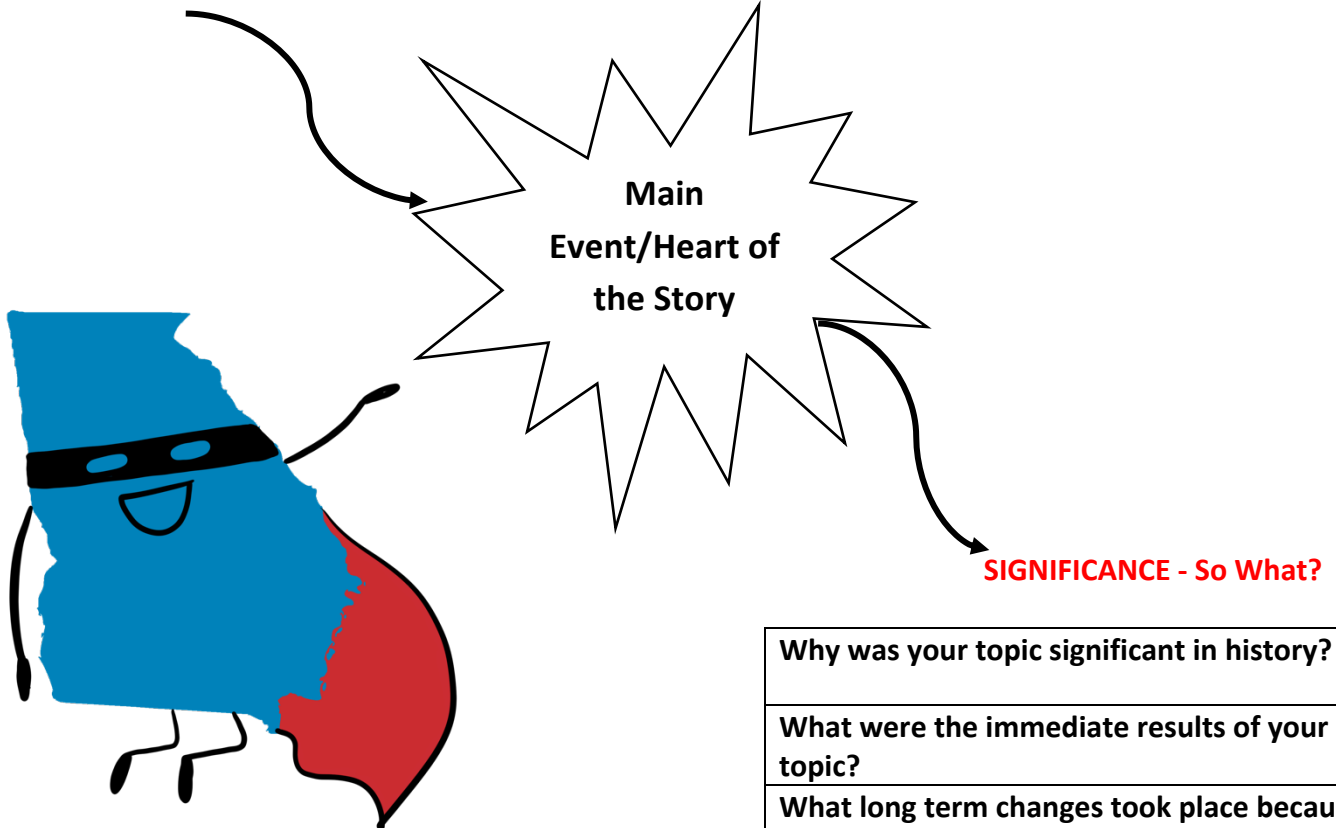 Main
Event/Heart of
the Story
SIGNIFICANCE - So What?
Why was your topic significant in history?
What were the immediate results of your
topic?
What long term changes took place